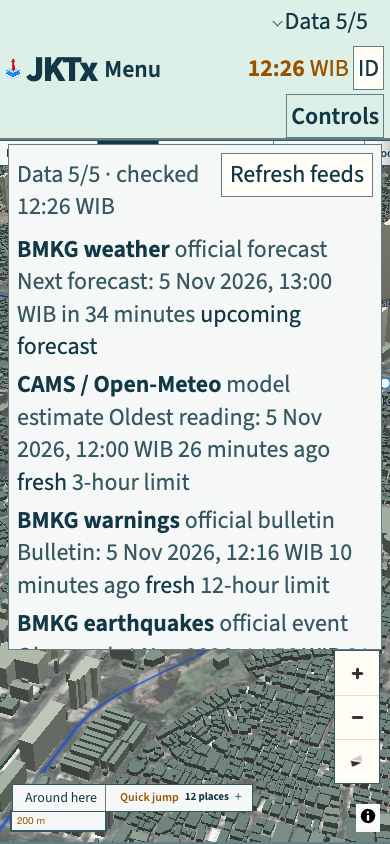 Data 5/5
JKTx Menu
12:26 WIB
ID
Controls
Data 5/5 · checked
12:26 WIB
Refresh feeds
BMKG weather official forecast
Next forecast: 5 Nov 2026, 13:00
WIB in 34 minutes upcoming
forecast
CAMS / Open-Meteo model
estimate Oldest reading: 5 Nov
2026, 12:00 WIB 26 minutes ago
fresh 3-hour limit
BMKG warnings official bulletin
Bulletin: 5 Nov 2026, 12:16 WIB 10
minutes ago fresh 12-hour limit
BMKG earthquakes official event
+
−
Around here
Quick jump 12 places +
200 m